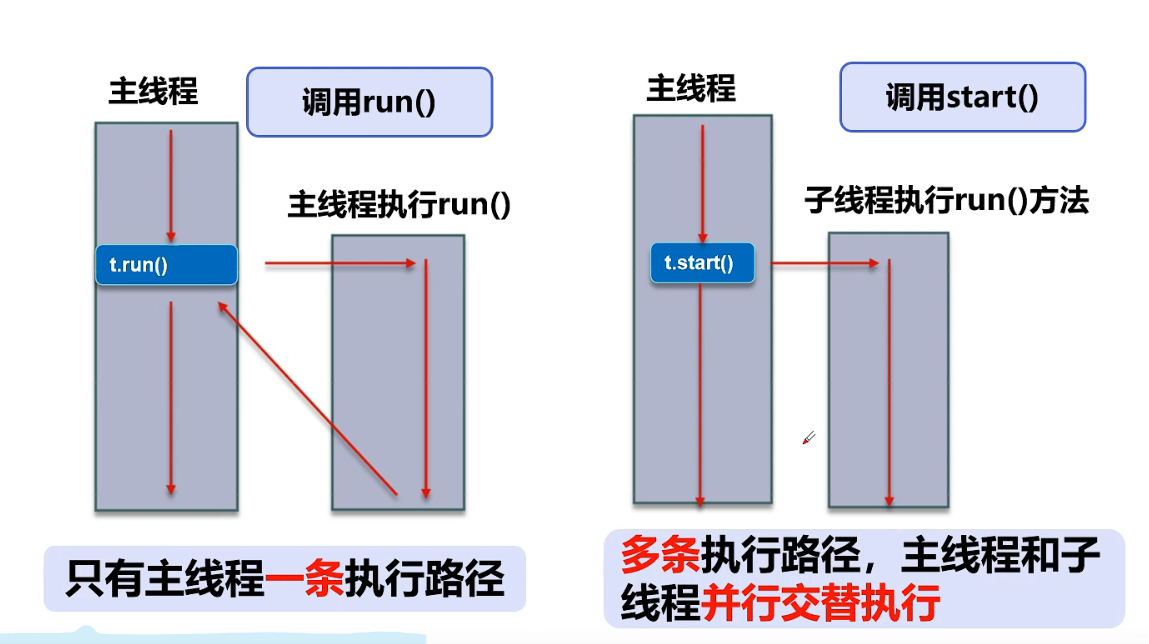 主线程
调用run()
主线程执行run()
t.run()
只有主线程一条执行路径
主线程
调用start()
子线程执行run()方法
t.start()
多条执行路径，主线程和子
线程并行交替执行